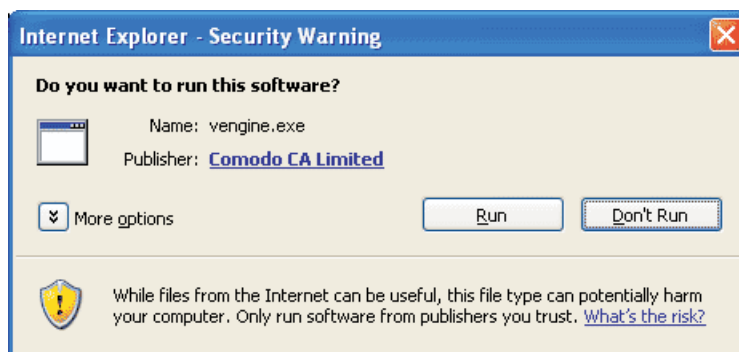 Internet Explorer - Security Warning
Do you want to run this software?
Name: vengine.exe
Publisher: Comodo CA Limited
More options
Run
Don't Run
While files from the Internet can be useful, this file type can potentially harm
your computer. Only run software from publishers you trust. What's the risk?